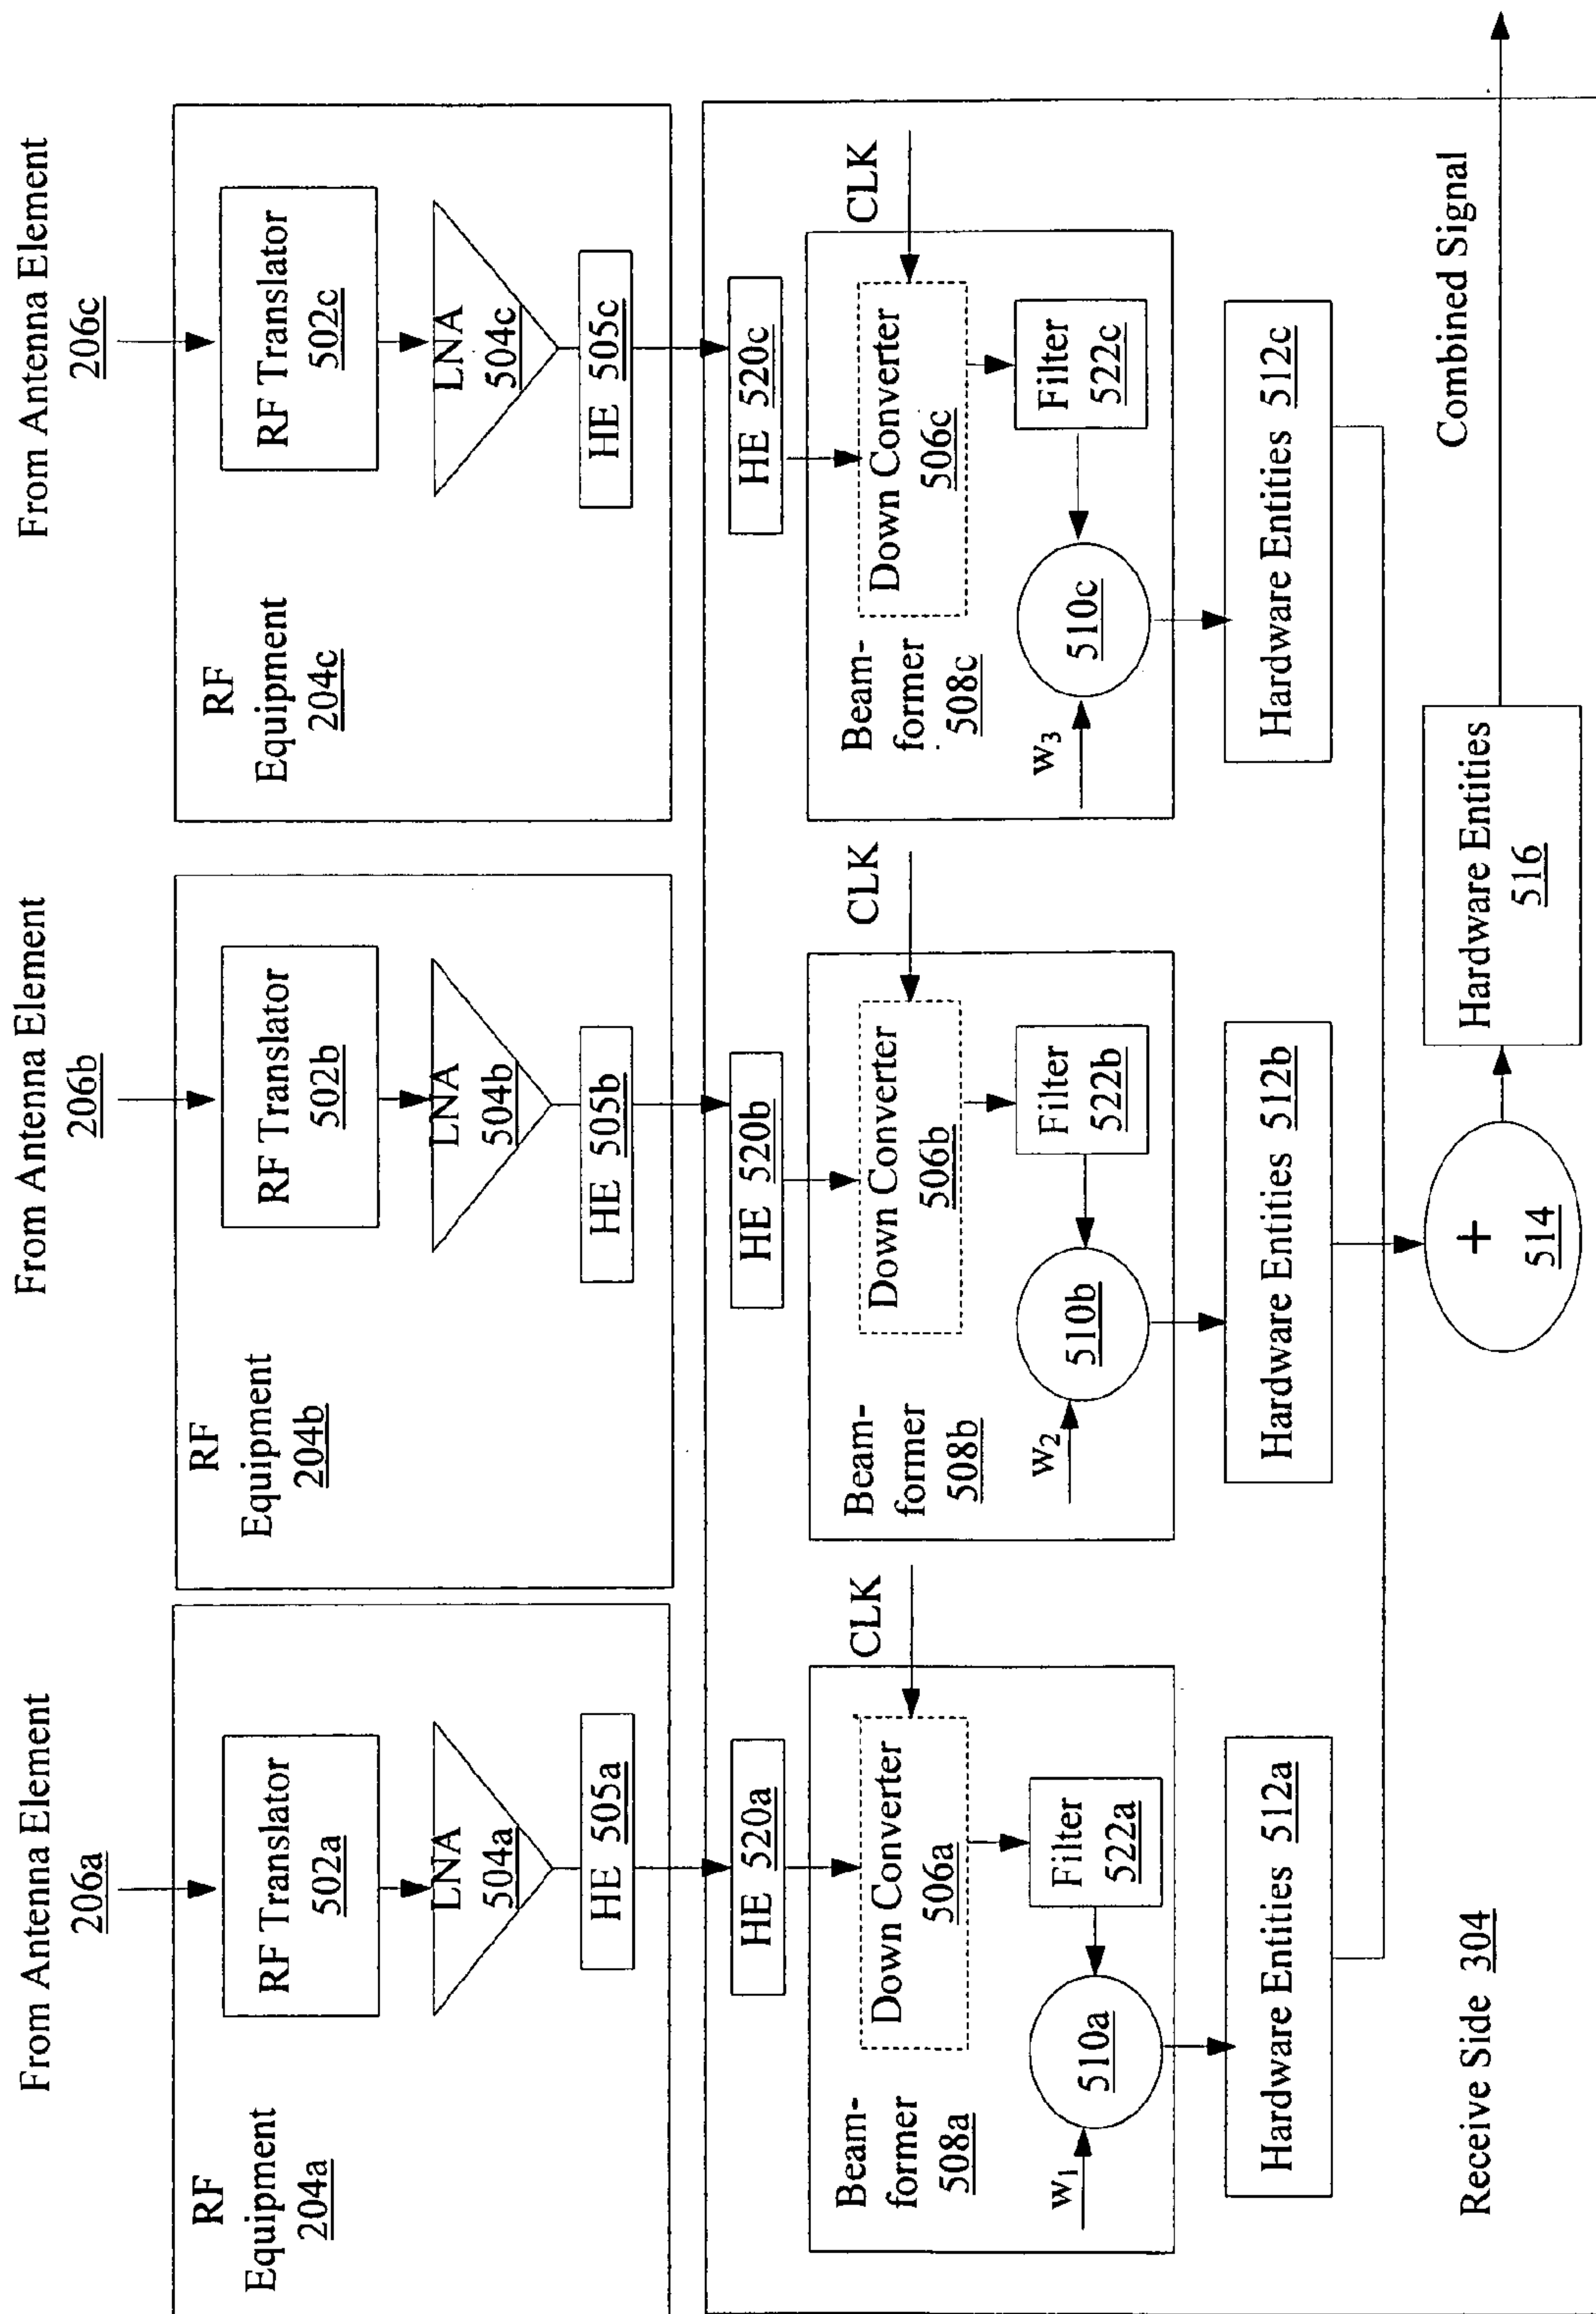 From Antenna Element
206a
RF
Equipment
204a
RF Translator
502a
LNA
504a
HE 505a
HE 520a
CLK
Beam-
former
508a
Down Converter
506a
Filter
522a
510a
w1
Hardware Entities 512a
From Antenna Element
206b
RF
Equipment
204b
RF Translator
502b
LNA
504b
HE 505b
HE 520b
CLK
Beam-
former
508b
Down Converter
506b
Filter
522b
510b
w2
Hardware Entities 512b
From Antenna Element
206c
RF
Equipment
204c
RF Translator
502c
LNA
504c
HE 505c
HE 520c
CLK
Beam-
former
508c
Down Converter
506c
Filter
522c
510c
w3
Hardware Entities 512c
Receive Side 304
+
514
Hardware Entities
516
Combined Signal